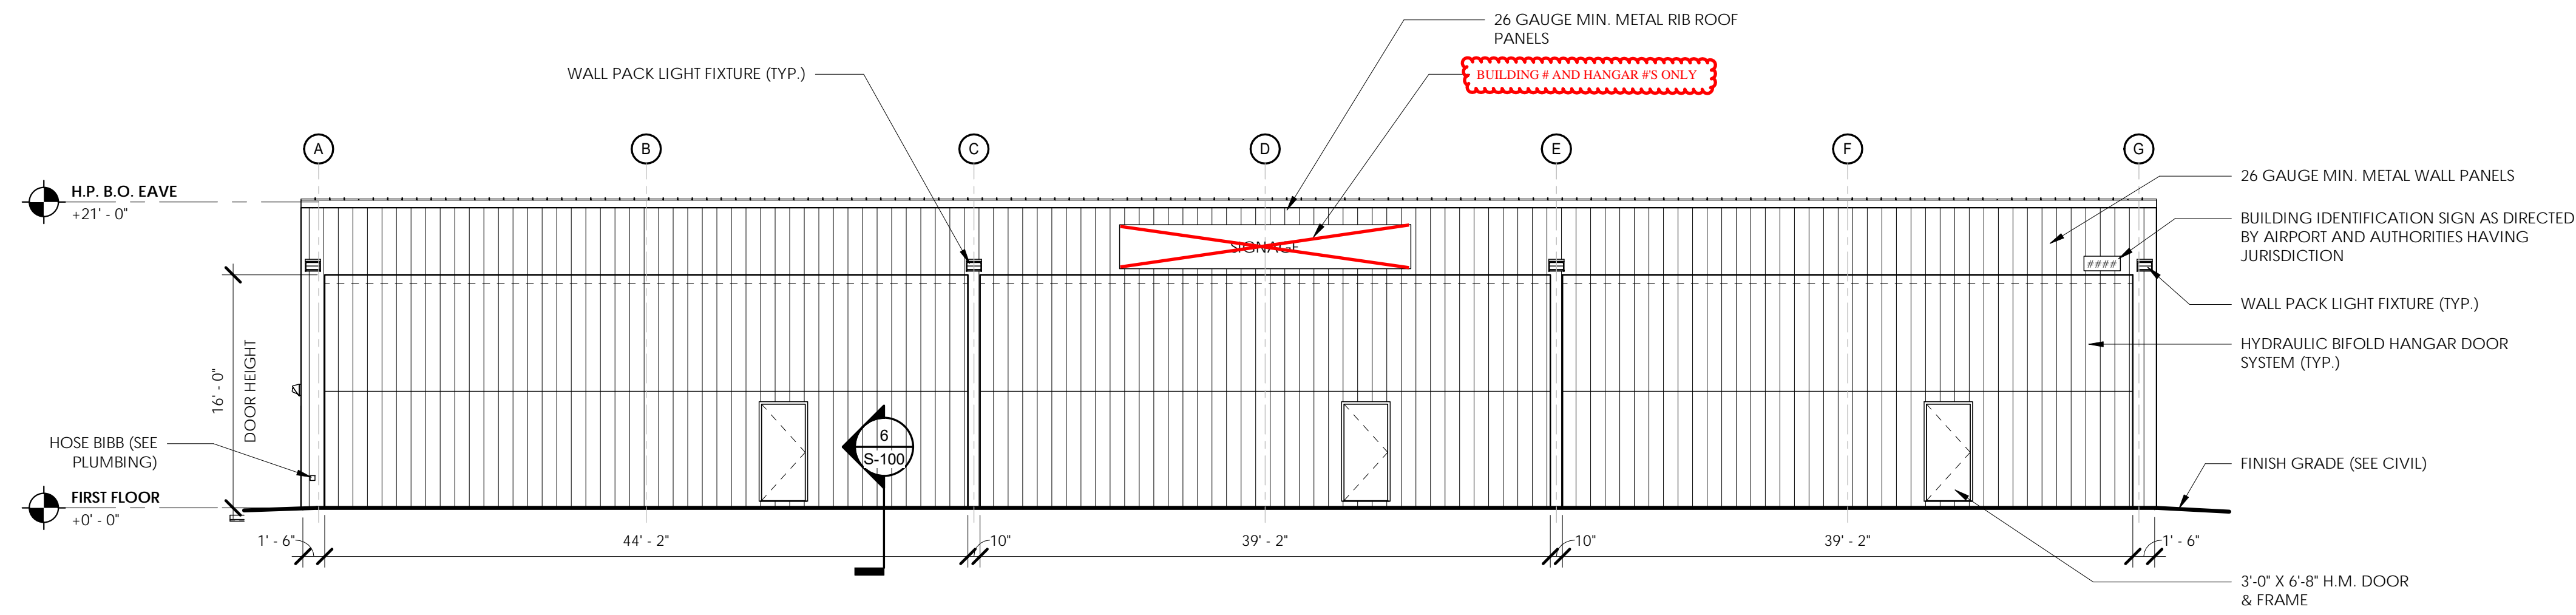 26 GAUGE MIN. METAL RIB ROOF
PANELS
WALL PACK LIGHT FIXTURE (TYP.)
BUILDING # AND HANGAR #'S ONLY
A
B
C
D
E
F
G
H.P. B.O. EAVE
+21' - 0"
26 GAUGE MIN. METAL WALL PANELS
BUILDING IDENTIFICATION SIGN AS DIRECTED
BY AIRPORT AND AUTHORITIES HAVING
JURISDICTION
SIGNAGE
####
WALL PACK LIGHT FIXTURE (TYP.)
HYDRAULIC BIFOLD HANGAR DOOR
SYSTEM (TYP.)
16' - 0"
DOOR HEIGHT
HOSE BIBB (SEE
PLUMBING)
6
S-100
FINISH GRADE (SEE CIVIL)
FIRST FLOOR
+0' - 0"
1' - 6"
44' - 2"
10"
39' - 2"
10"
39' - 2"
1' - 6"
3'-0" X 6'-8" H.M. DOOR
& FRAME